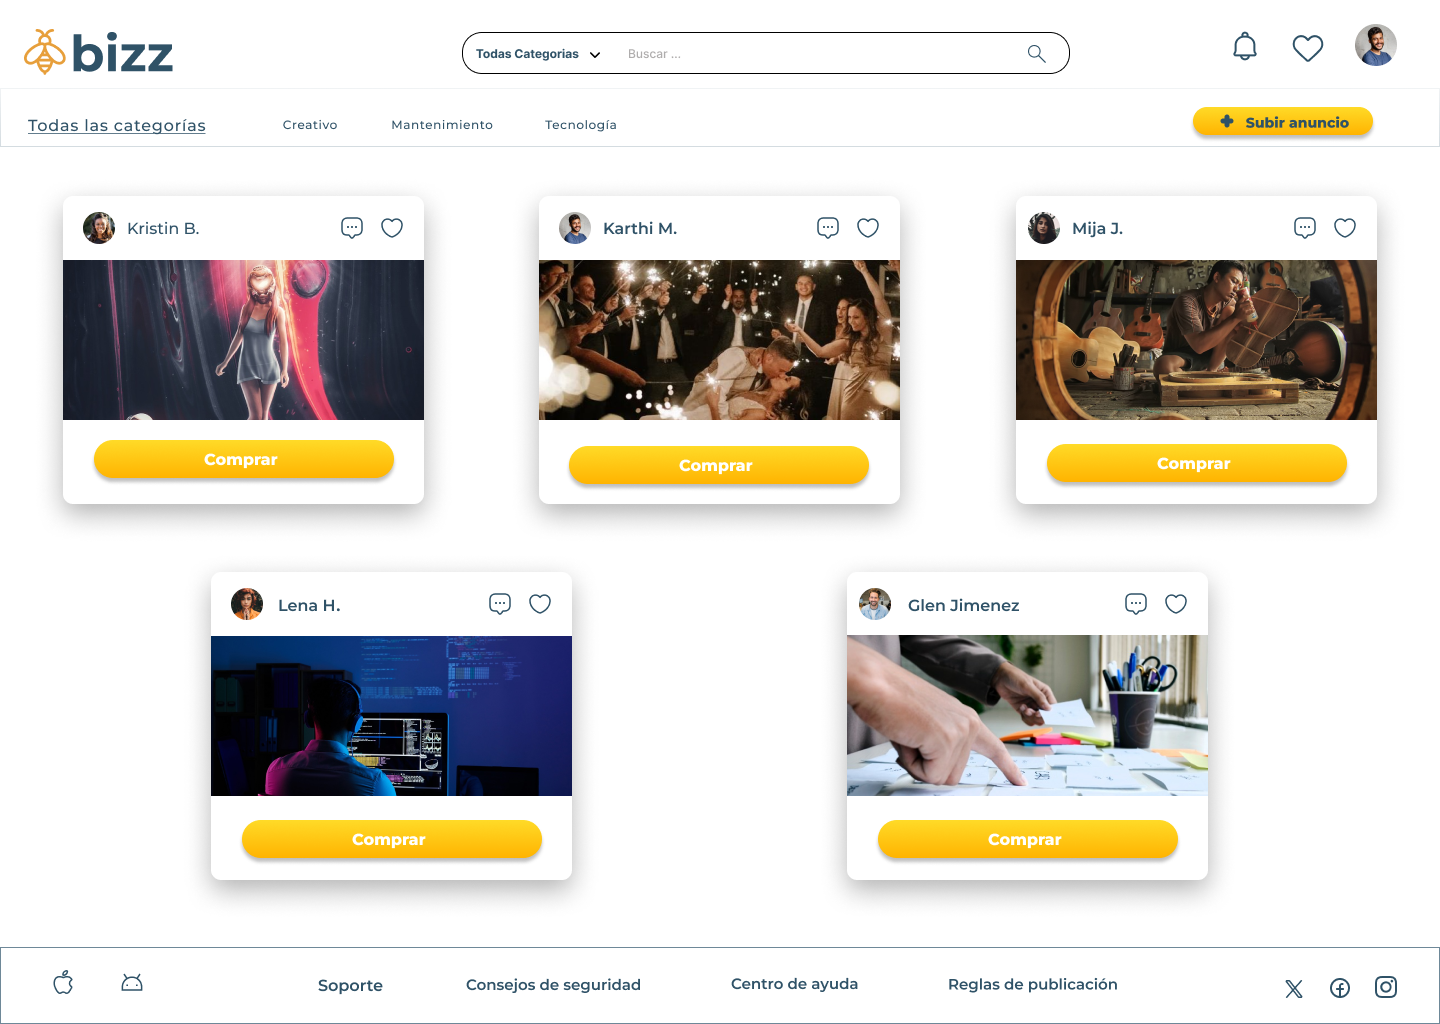 bizz
Todas Categorias
Buscar ...
Todas las categorías
Creativo
Mantenimiento
Tecnología
Subir anuncio
Kristin B.
Karthi M.
Mija J.
Comprar
Comprar
Comprar
Lena H.
Glen Jimenez
Comprar
Comprar
Soporte
Consejos de seguridad
Centro de ayuda
Reglas de publicación